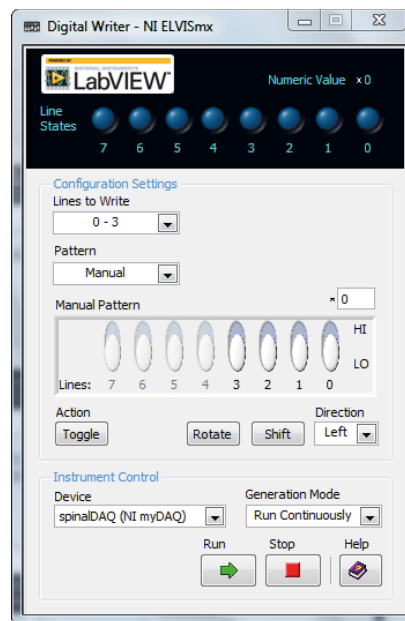 Digital Writer - NI ELVISmx
POWERED BY
NATIONAL INSTRUMENTS
LabVIEW™
Numeric Value × 0
Line
States
7 6 5 4 3 2 1 0
Configuration Settings
Lines to Write
0 - 3
Pattern
Manual
Manual Pattern
× 0
HI
LO
Lines: 7 6 5 4 3 2 1 0
Action
Direction
Toggle Rotate Shift Left
Instrument Control
Device
Generation Mode
spinalDAQ (NI myDAQ)
Run Continuously
Run Stop Help